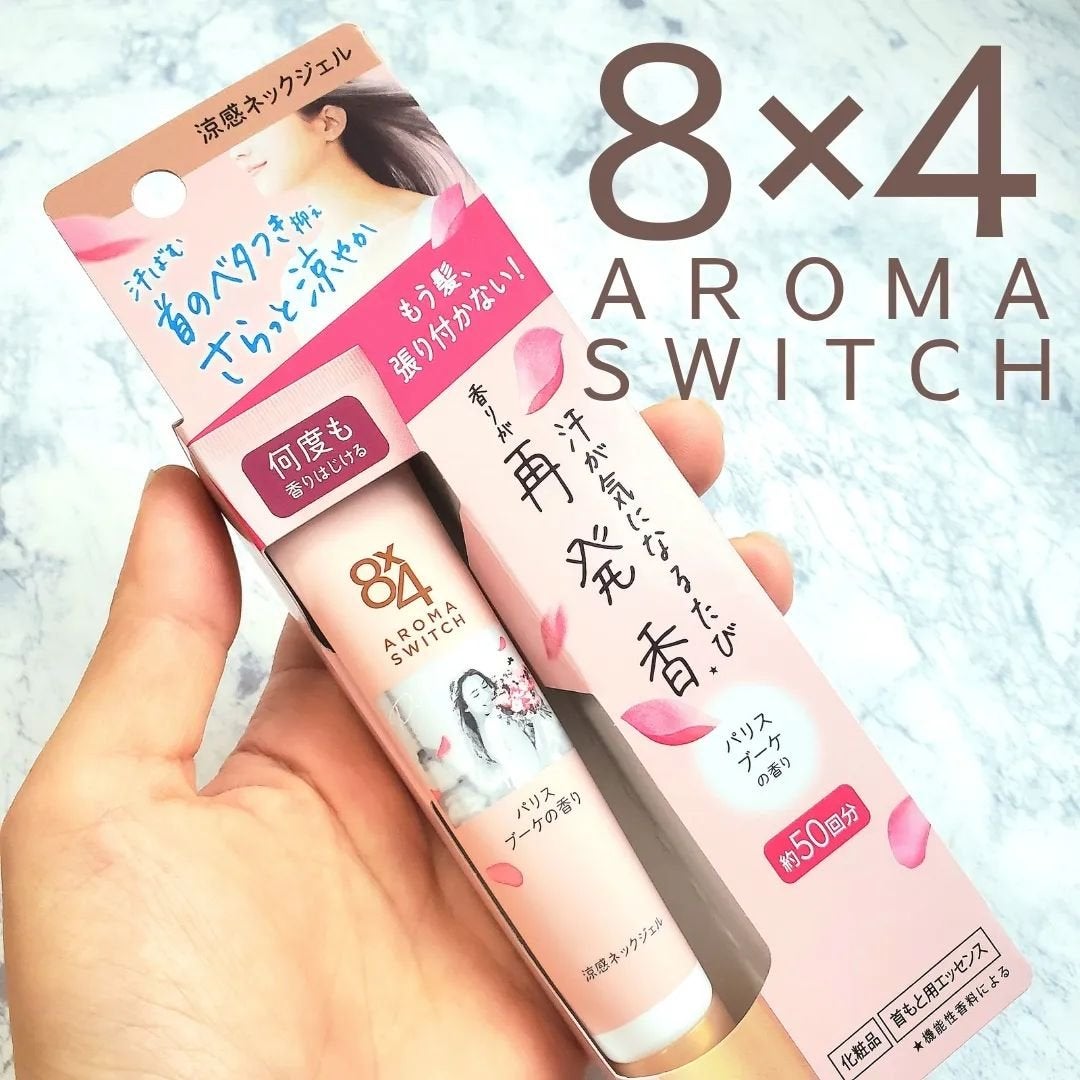 8×4
AROMA
SWITCH
涼感ネックジェル
汗ばむ
首のベタつき抑え
さらっと涼やか
もう髪、
張り付かない!
何度も
香りはじける
8x4
AROMA
SWITCH
パリス
ブーケの香り
涼感ネックジェル
汗が気になるたび
香りが
再発香★
パリス
ブーケ
の香り
約50回分
化粧品
首もと用エッセンス
★機能性香料による